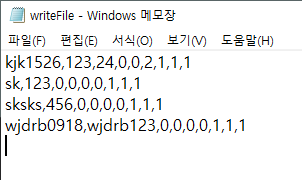 writeFile - Windows 메모장
파일(F) 편집(E) 서식(O) 보기(V) 도움말(H)
kjk1526,123,24,0,0,2,1,1,1
sk,123,0,0,0,0,1,1,1
sksks,456,0,0,0,0,1,1,1
wjdrb0918,wjdrb123,0,0,0,0,1,1,1